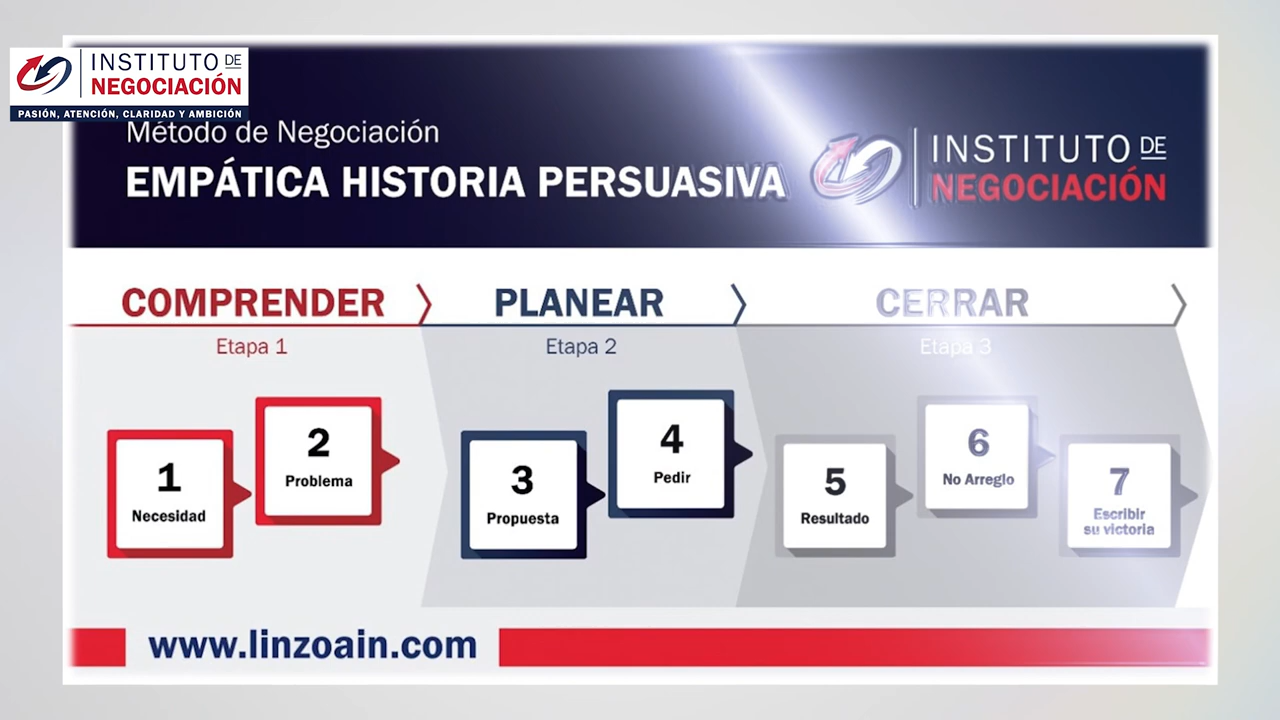 INSTITUTO DE
NEGOCIACIÓN
PASIÓN, ATENCIÓN, CLARIDAD Y AMBICIÓN
Método de Negociación
EMPÁTICA HISTORIA PERSUASIVA
INSTITUTO DE
NEGOCIACIÓN
COMPRENDER
PLANEAR
CERRAR
Etapa 1
Etapa 2
Etapa 3
1
Necesidad
2
Problema
3
Propuesta
4
Pedir
5
Resultado
6
No Arreglo
7
Escribir
su victoria
www.linzoain.com